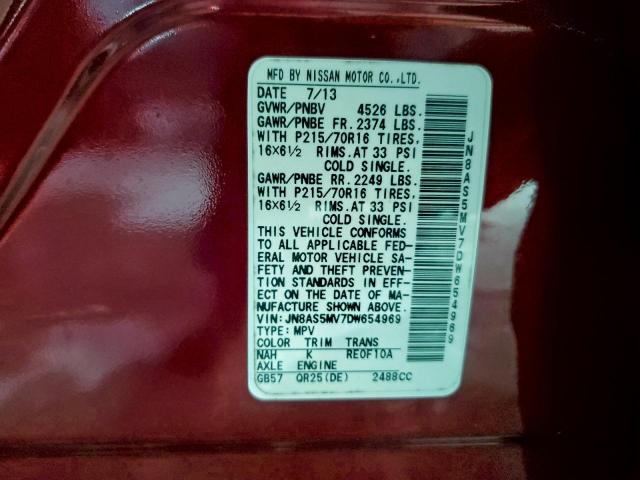 MFD BY NISSAN MOTOR CO.,LTD.
DATE 7/13
GVWR/PNBV 4526 LBS.
GAWR/PNBE FR. 2374 LBS.
WITH P215/70R16 TIRES,
16×6½ RIMS.AT 33 PSI
COLD SINGLE.
GAWR/PNBE RR. 2249 LBS.
WITH P215/70R16 TIRES,
16×6½ RIMS.AT 33 PSI
COLD SINGLE.
THIS VEHICLE CONFORMS
TO ALL APPLICABLE FED-
ERAL MOTOR VEHICLE SA-
FETY AND THEFT PREVEN-
TION STANDARDS IN EFF-
ECT ON THE DATE OF MA-
NUFACTURE SHOWN ABOVE.
VIN: JN8AS5MV7DW654969
TYPE: MPV
COLOR TRIM TRANS
NAH K RE0F10A
AXLE ENGINE
GB57 QR25(DE) 2488CC
JN8AS5MV7DW654969